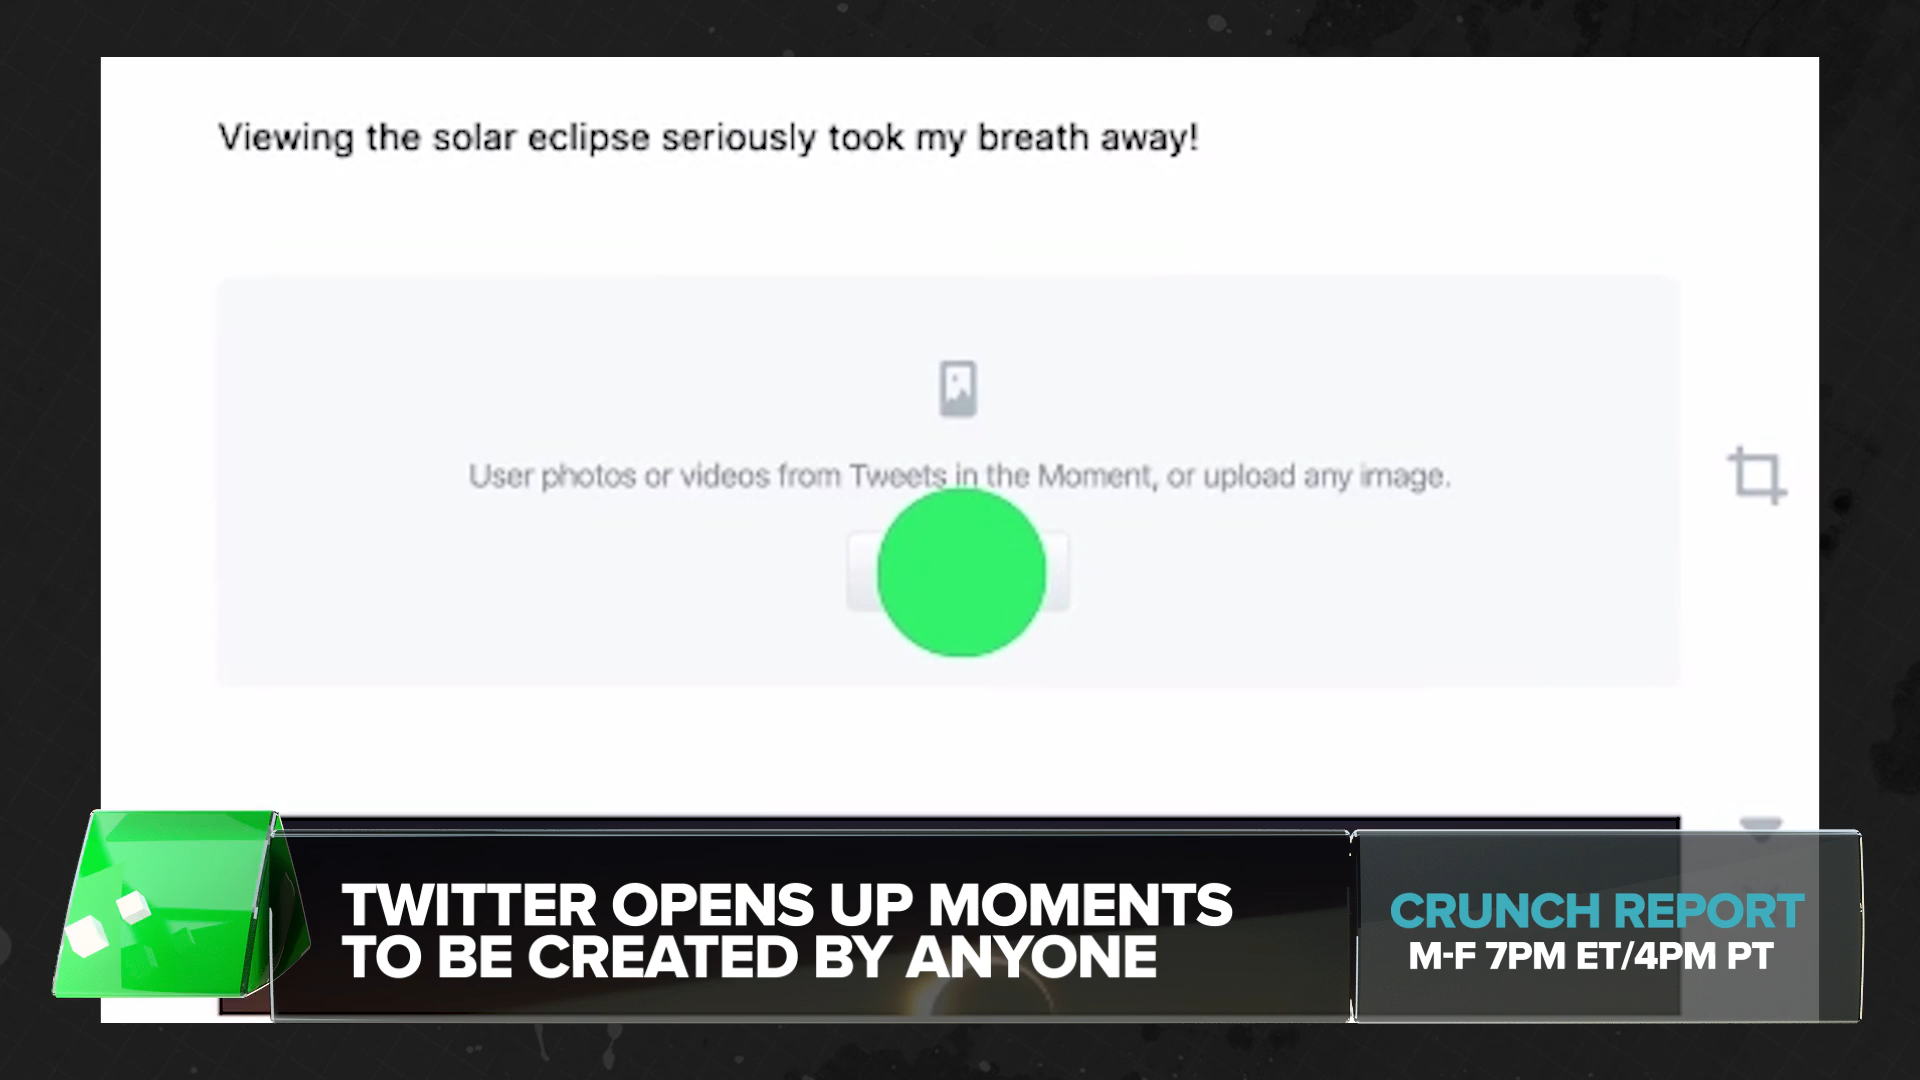 Viewing the solar eclipse seriously took my breath away!
User photos or videos from Tweets in the Moment, or upload any image.
TWITTER OPENS UP MOMENTS
TO BE CREATED BY ANYONE
CRUNCH REPORT
M-F 7PM ET/4PM PT